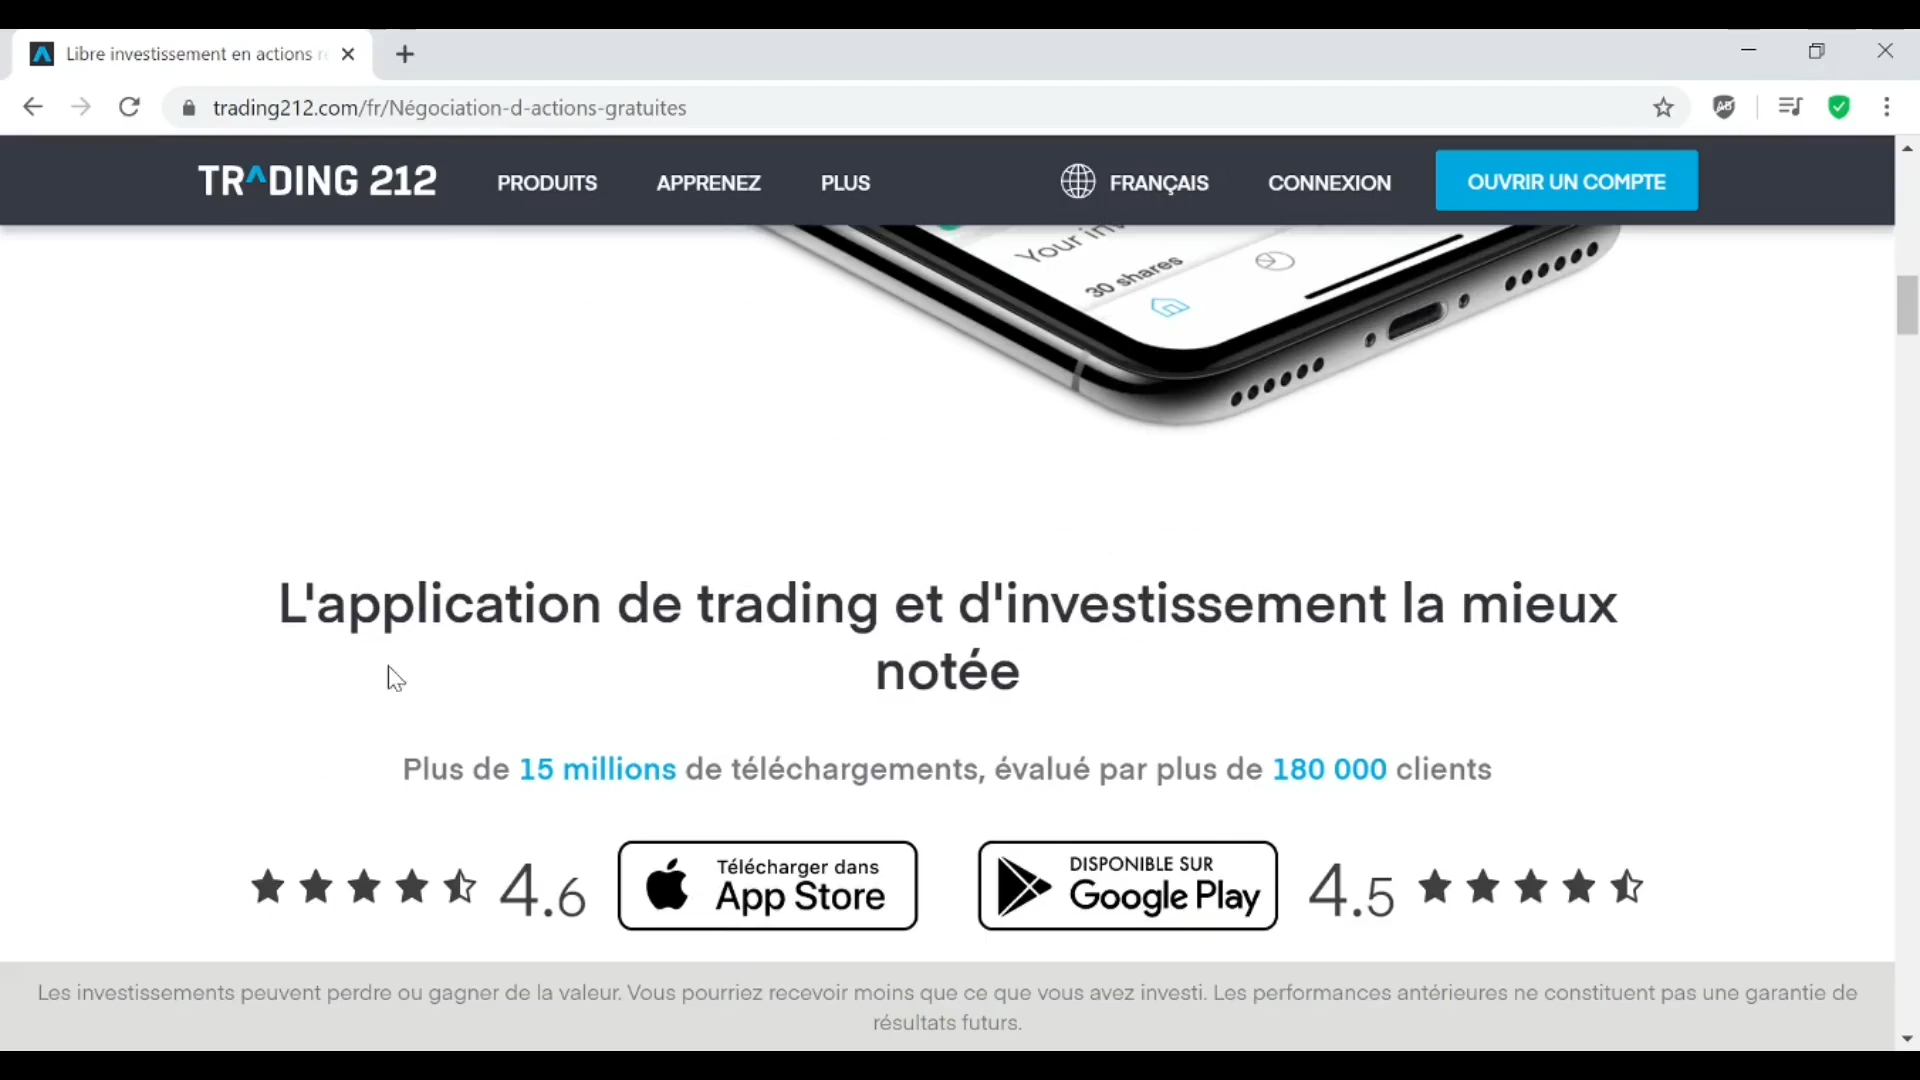 Libre investissement en actions r
trading212.com/fr/Négociation-d-actions-gratuites
TRADING 212
PRODUITS
APPRENEZ
PLUS
FRANÇAIS
CONNEXION
OUVRIR UN COMPTE
Your inv
30 shares
L'application de trading et d'investissement la mieux
notée
Plus de 15 millions de téléchargements, évalué par plus de 180 000 clients
4.6
Télécharger dans
App Store
DISPONIBLE SUR
Google Play
4.5
Les investissements peuvent perdre ou gagner de la valeur. Vous pourriez recevoir moins que ce que vous avez investi. Les performances antérieures ne constituent pas une garantie de
résultats futurs.